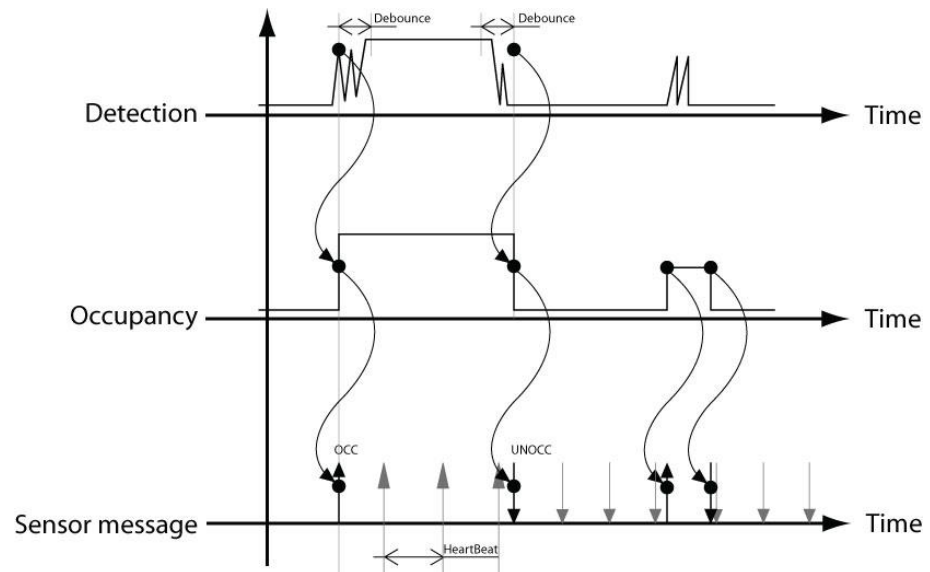 Debounce
Debounce
Detection
Time
Occupancy
Time
OCC
UNOCC
Sensor message
Time
HeartBeat